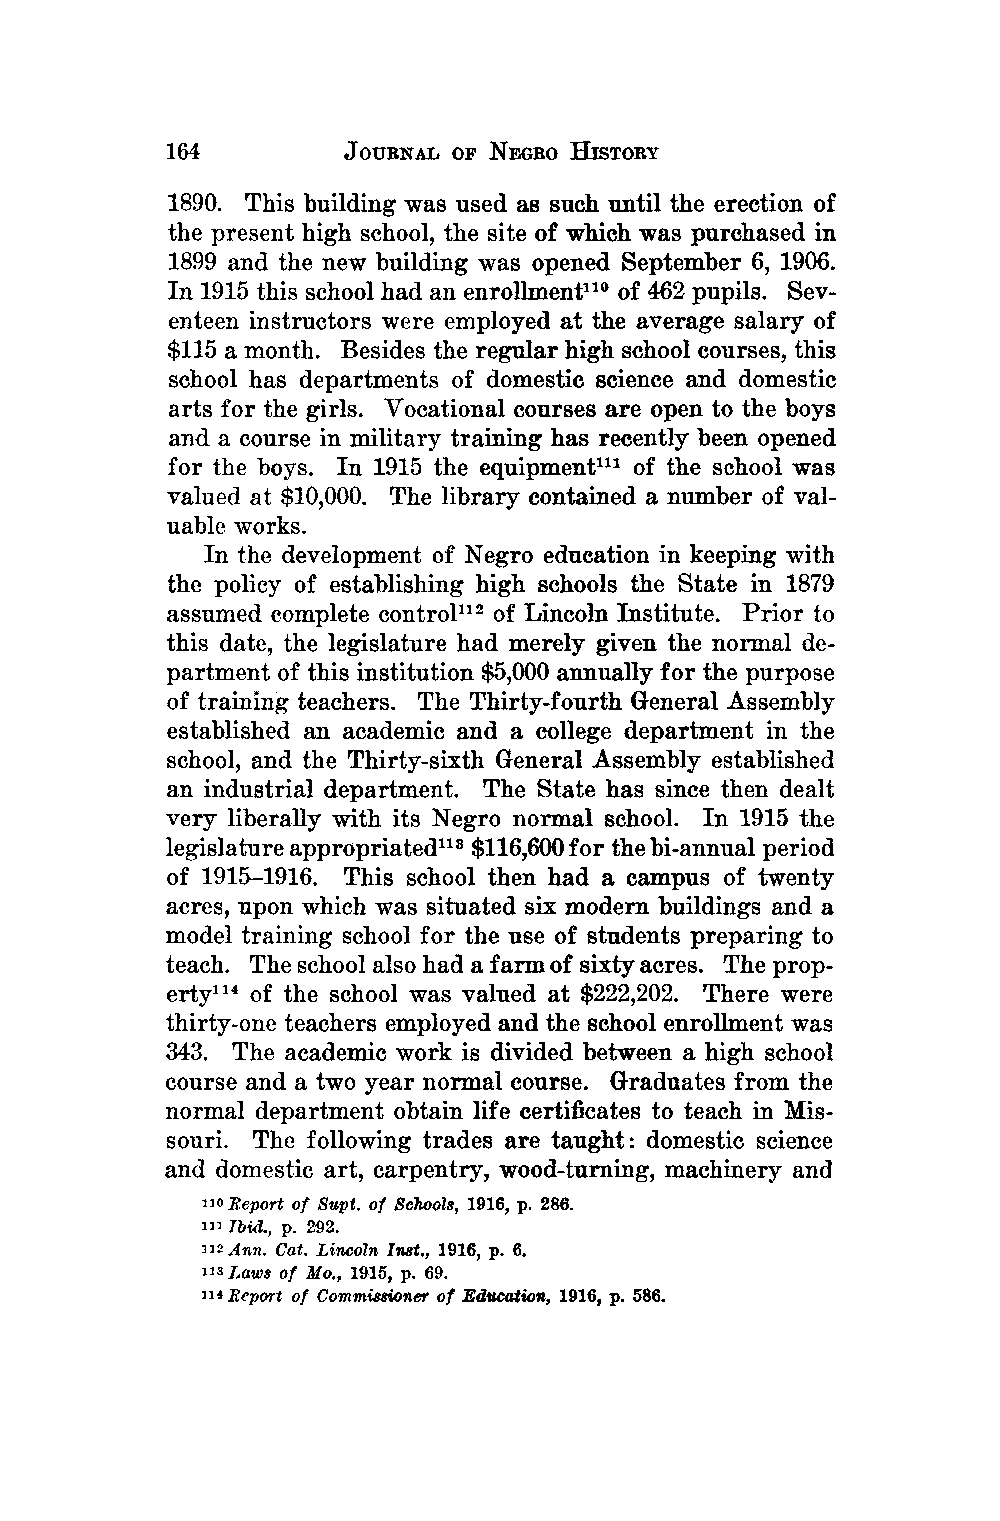 164 JOURNAL OF NEGRO HISTORY
1890. This building was used as such until the erection of
the present high school, the site of which was purchased in
1899 and the new building was opened September 6, 1906.
In 1915 this school had an enrollment¹¹⁰ of 462 pupils. Sev-
enteen instructors were employed at the average salary of
$115 a month. Besides the regular high school courses, this
school has departments of domestic science and domestic
arts for the girls. Vocational courses are open to the boys
and a course in military training has recently been opened
for the boys. In 1915 the equipment¹¹¹ of the school was
valued at $10,000. The library contained a number of val-
uable works.
In the development of Negro education in keeping with
the policy of establishing high schools the State in 1879
assumed complete control¹¹² of Lincoln Institute. Prior to
this date, the legislature had merely given the normal de-
partment of this institution $5,000 annually for the purpose
of training teachers. The Thirty-fourth General Assembly
established an academic and a college department in the
school, and the Thirty-sixth General Assembly established
an industrial department. The State has since then dealt
very liberally with its Negro normal school. In 1915 the
legislature appropriated¹¹³ $116,600 for the bi-annual period
of 1915–1916. This school then had a campus of twenty
acres, upon which was situated six modern buildings and a
model training school for the use of students preparing to
teach. The school also had a farm of sixty acres. The prop-
erty¹¹⁴ of the school was valued at $222,202. There were
thirty-one teachers employed and the school enrollment was
343. The academic work is divided between a high school
course and a two year normal course. Graduates from the
normal department obtain life certificates to teach in Mis-
souri. The following trades are taught: domestic science
and domestic art, carpentry, wood-turning, machinery and
¹¹⁰ Report of Supt. of Schools, 1916, p. 286.
¹¹¹ Ibid., p. 292.
¹¹² Ann. Cat. Lincoln Inst., 1916, p. 6.
¹¹³ Laws of Mo., 1915, p. 69.
¹¹⁴ Report of Commissioner of Education, 1916, p. 586.